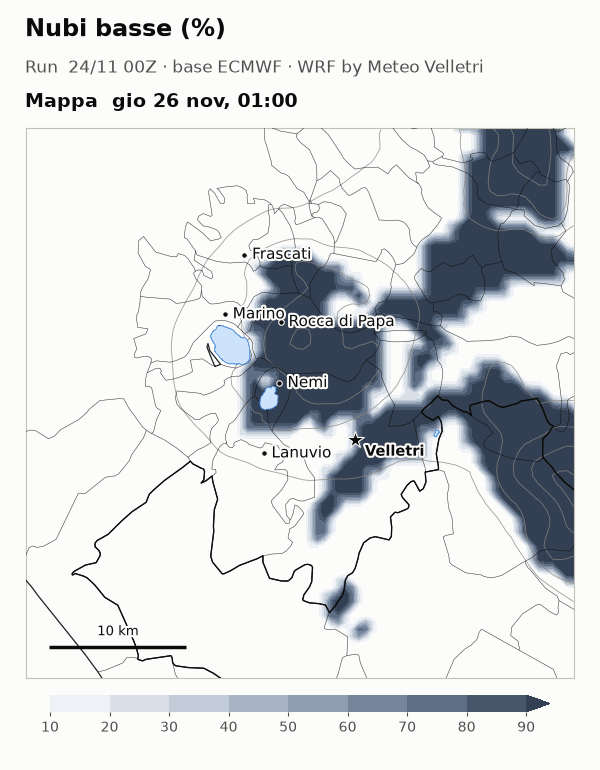 Nubi basse (%)
Run  24/11 00Z · base ECMWF · WRF by Meteo Velletri
Mappa  gio 26 nov, 01:00
Frascati
Marino
Rocca di Papa
Nemi
Velletri
Lanuvio
10 km
10 20 30 40 50 60 70 80 90